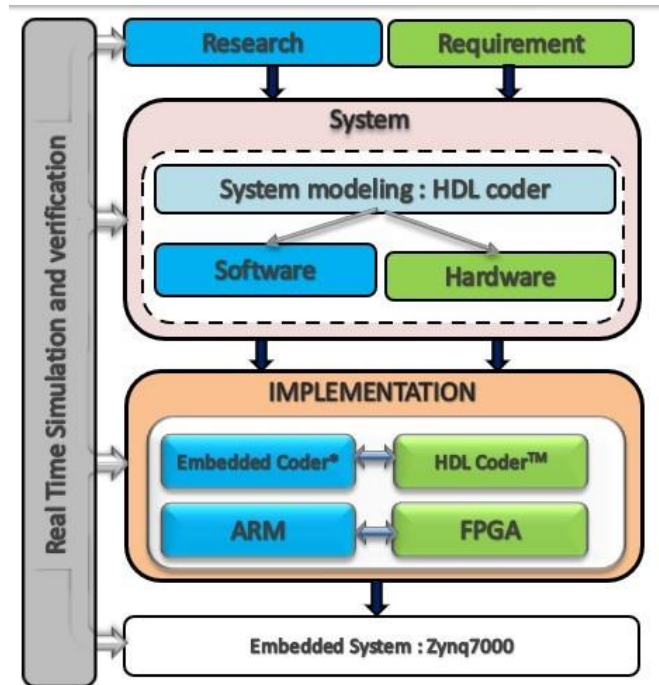 Real Time Simulation and verification
Research
Requirement
System
System modeling : HDL coder
Software
Hardware
IMPLEMENTATION
Embedded Coder*
HDL Coder™
ARM
FPGA
Embedded System : Zynq7000